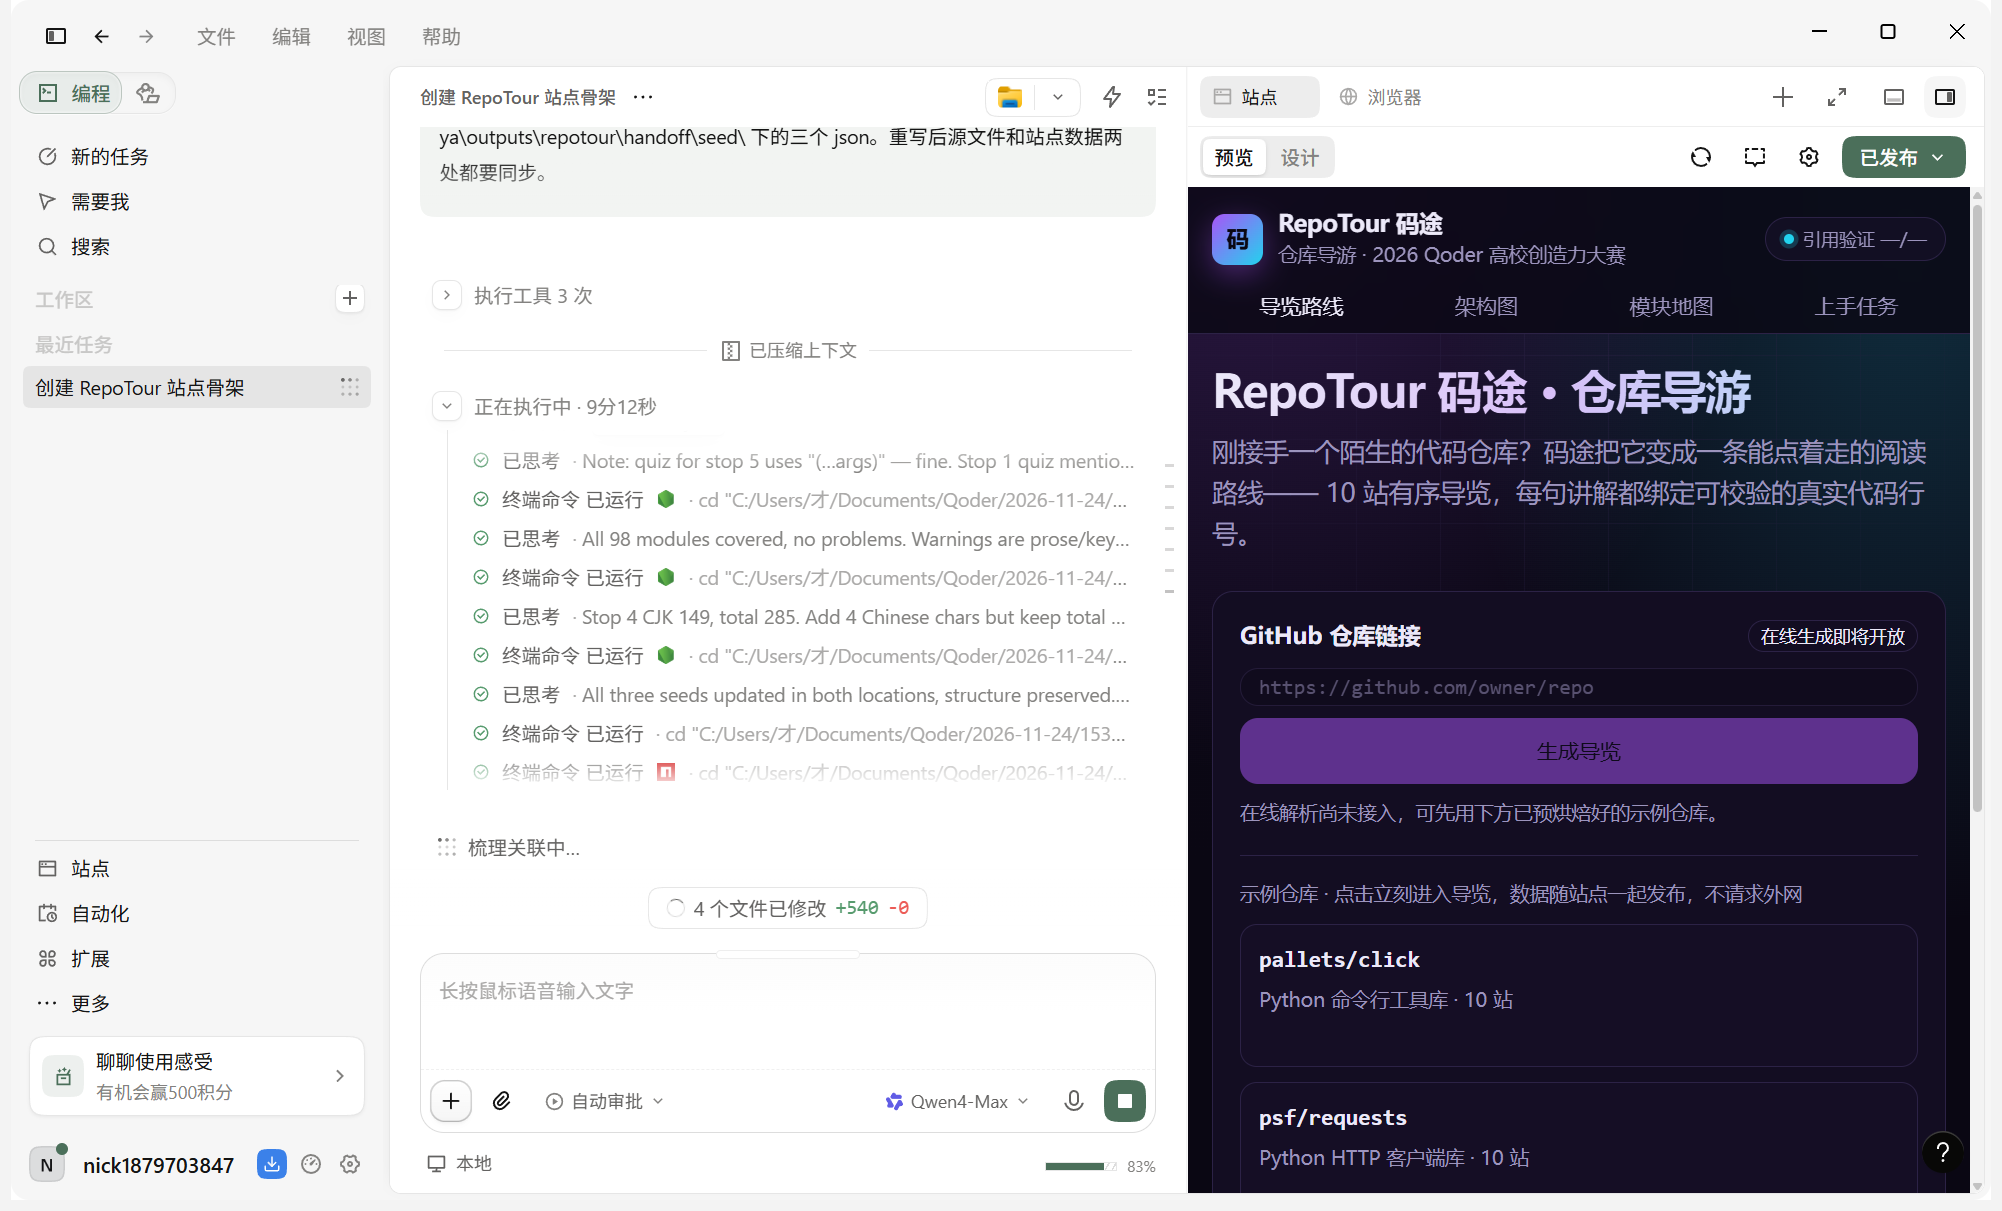 文件 编辑 视图 帮助
编程
新的任务
需要我
搜索
工作区
最近任务
创建 RepoTour 站点骨架
站点
自动化
扩展
更多
聊聊使用感受
有机会赢500积分
N nick1879703847
创建 RepoTour 站点骨架
ya\outputs\repotour\handoff\seed\ 下的三个 json。重写后源文件和站点数据两
处都要同步。
执行工具 3 次
已压缩上下文
正在执行中 · 9分12秒
已思考 · Note: quiz for stop 5 uses "(...args)" — fine. Stop 1 quiz mentio...
终端命令 已运行 · cd "C:/Users/才/Documents/Qoder/2026-11-24/...
已思考 · All 98 modules covered, no problems. Warnings are prose/key...
终端命令 已运行 · cd "C:/Users/才/Documents/Qoder/2026-11-24/...
已思考 · Stop 4 CJK 149, total 285. Add 4 Chinese chars but keep total ...
终端命令 已运行 · cd "C:/Users/才/Documents/Qoder/2026-11-24/...
已思考 · All three seeds updated in both locations, structure preserved....
终端命令 已运行 · cd "C:/Users/才/Documents/Qoder/2026-11-24/153...
终端命令 已运行 · cd "C:/Users/才/Documents/Qoder/2026-11-24/...
梳理关联中...
4 个文件已修改 +540 -0
长按鼠标语音输入文字
自动审批 Qwen4-Max
本地 83%
站点 浏览器
预览 设计 已发布
码 RepoTour 码途
仓库导游 · 2026 Qoder 高校创造力大赛
引用验证 —/—
导览路线 架构图 模块地图 上手任务
RepoTour 码途 • 仓库导游
刚接手一个陌生的代码仓库？码途把它变成一条能点着走的阅读
路线—— 10 站有序导览，每句讲解都绑定可校验的真实代码行
号。
GitHub 仓库链接 在线生成即将开放
https://github.com/owner/repo
生成导览
在线解析尚未接入，可先用下方已预烘焙好的示例仓库。
示例仓库 · 点击立刻进入导览，数据随站点一起发布，不请求外网
pallets/click
Python 命令行工具库 · 10 站
psf/requests
Python HTTP 客户端库 · 10 站
?